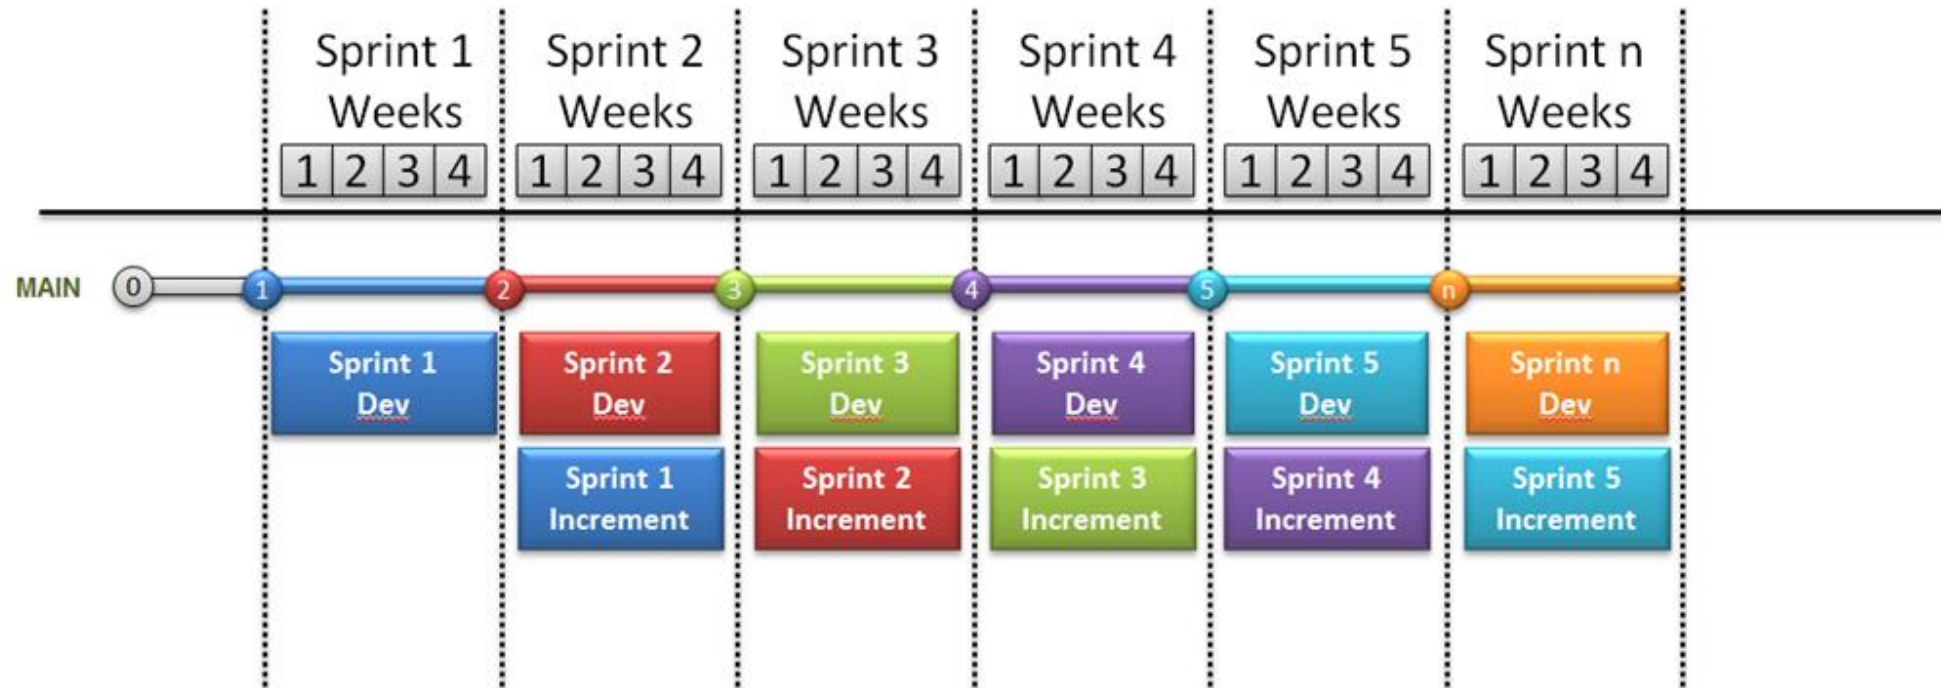 Sprint 1
Weeks
1 2 3 4
Sprint 2
Weeks
1 2 3 4
Sprint 3
Weeks
1 2 3 4
Sprint 4
Weeks
1 2 3 4
Sprint 5
Weeks
1 2 3 4
Sprint n
Weeks
1 2 3 4
MAIN 0 1 2 3 4 5 n
Sprint 1
Dev
Sprint 2
Dev
Sprint 3
Dev
Sprint 4
Dev
Sprint 5
Dev
Sprint n
Dev
Sprint 1
Increment
Sprint 2
Increment
Sprint 3
Increment
Sprint 4
Increment
Sprint 5
Increment